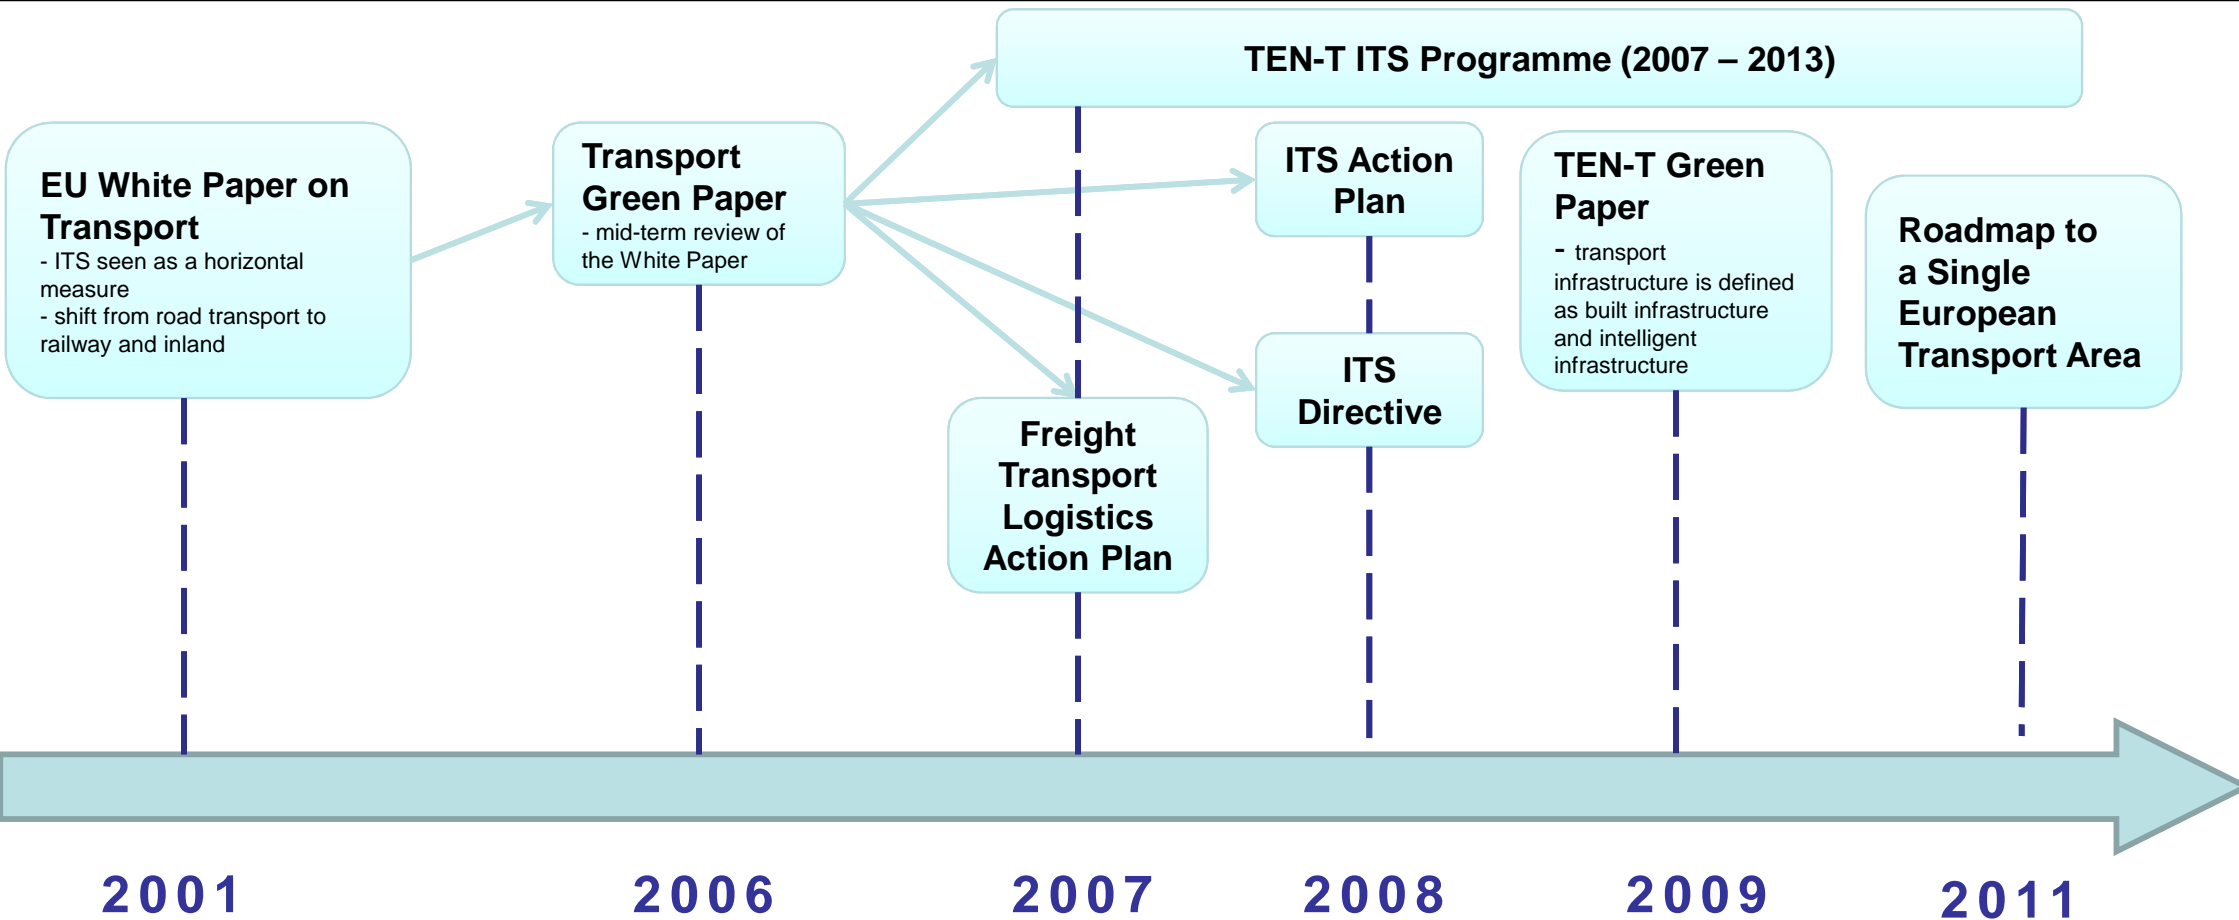 TEN-T ITS Programme (2007 – 2013)
EU White Paper on
Transport
- ITS seen as a horizontal
measure
- shift from road transport to
railway and inland
Transport
Green Paper
- mid-term review of
the White Paper
Freight
Transport
Logistics
Action Plan
ITS Action
Plan
ITS
Directive
TEN-T Green
Paper
- transport
infrastructure is defined
as built infrastructure
and intelligent
infrastructure
Roadmap to
a Single
European
Transport Area
2001
2006
2007
2008
2009
2011